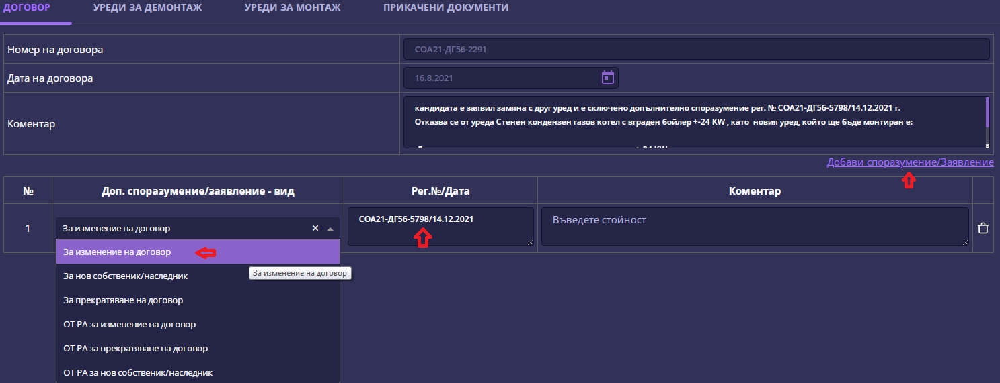 ДОГОВОР УРЕДИ ЗА ДЕМОНТАЖ УРЕДИ ЗА МОНТАЖ ПРИКАЧЕНИ ДОКУМЕНТИ
Номер на договора СОА21-ДГ56-2291
Дата на договора 16.8.2021
Коментар
кандидата е заявил замяна с друг уред и е сключено допълнително споразумение рег. № СОА21-ДГ56-5798/14.12.2021 г.
Отказва се от уреда Стенен кондензен газов котел с вграден бойлер +-24 KW , като новия уред, който ще бъде монтиран е:
Добави споразумение/Заявление
№ Доп. споразумение/заявление - вид Рег.№/Дата Коментар
1 За изменение на договор СОА21-ДГ56-5798/14.12.2021 Въведете стойност
За изменение на договор
За изменение на договор
За нов собственик/наследник
За прекратяване на договор
ОТ РА за изменение на договор
ОТ РА за прекратяване на договор
ОТ РА за нов собственик/наследник